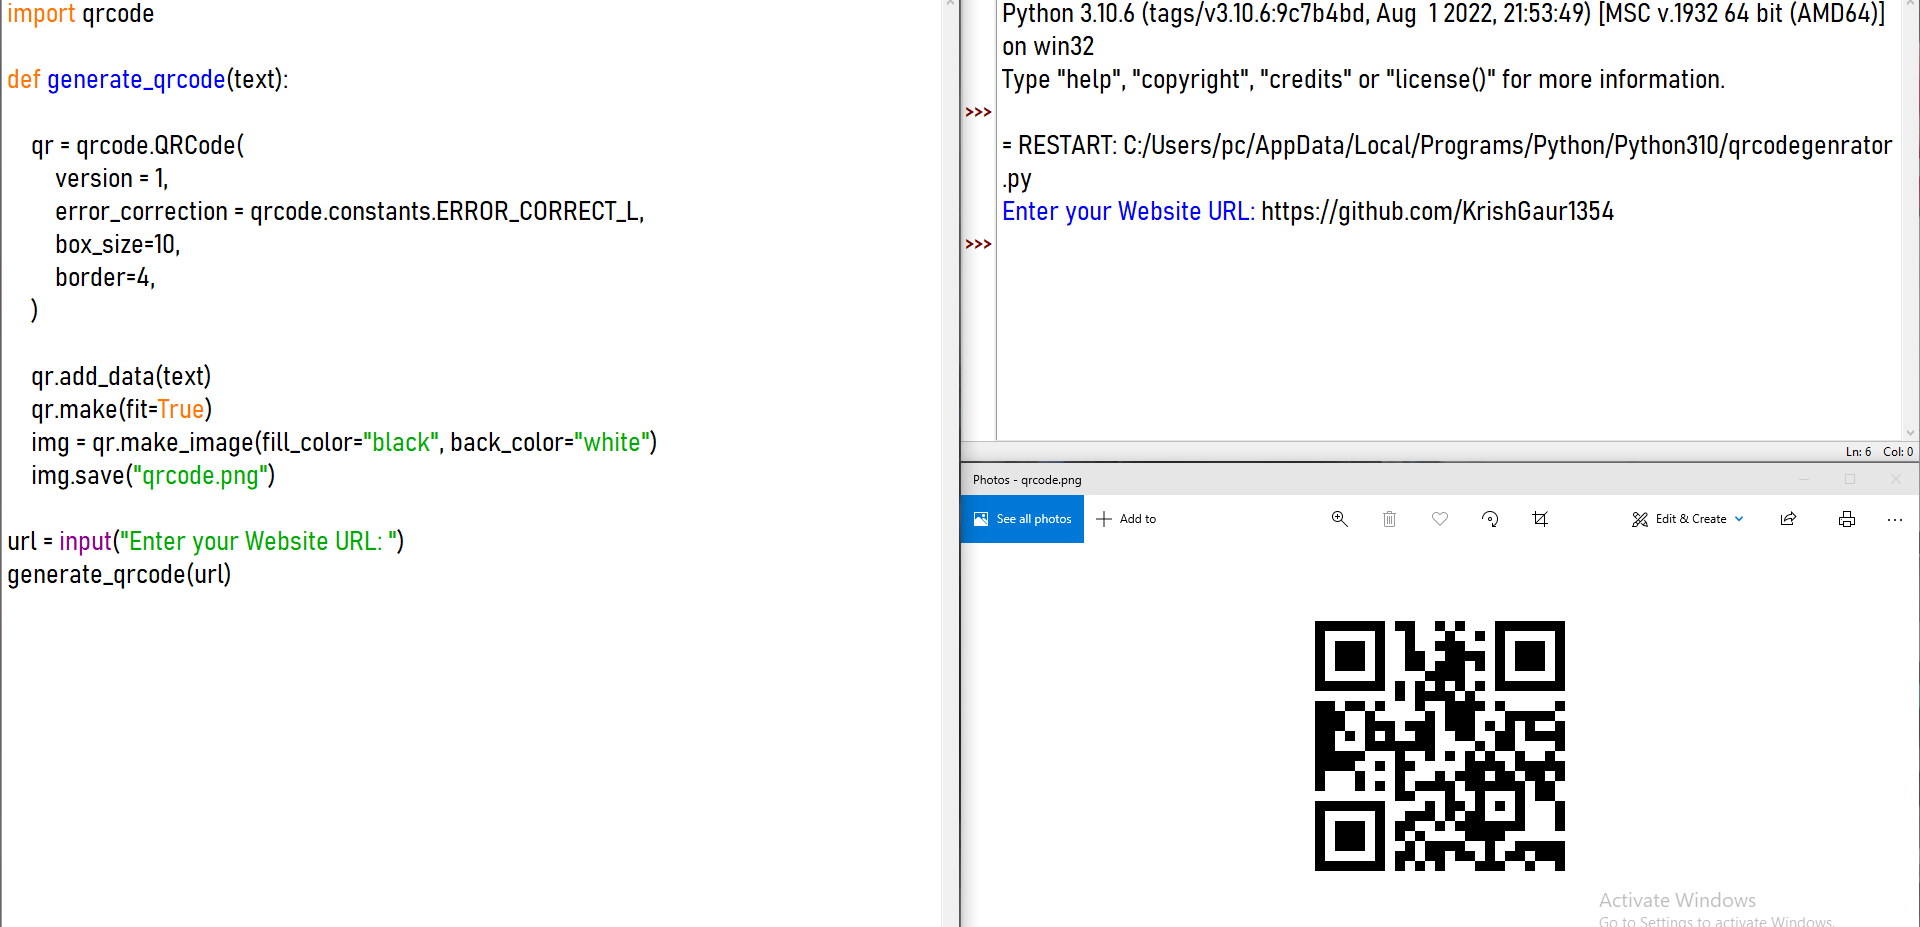 import qrcode
def generate_qrcode(text):
qr = qrcode.QRCode(
version = 1,
error_correction = qrcode.constants.ERROR_CORRECT_L,
box_size=10,
border=4,
)
qr.add_data(text)
qr.make(fit=True)
img = qr.make_image(fill_color="black", back_color="white")
img.save("qrcode.png")
url = input("Enter your Website URL: ")
generate_qrcode(url)
Python 3.10.6 (tags/v3.10.6:9c7b4bd, Aug  1 2022, 21:53:49) [MSC v.1932 64 bit (AMD64)]
on win32
Type "help", "copyright", "credits" or "license()" for more information.
>>>
= RESTART: C:/Users/pc/AppData/Local/Programs/Python/Python310/qrcodegenrator
.py
Enter your Website URL: https://github.com/KrishGaur1354
>>>
Ln: 6 Col: 0
Photos - qrcode.png
See all photos
Add to
Edit & Create
Activate Windows
Go to Settings to activate Windows.